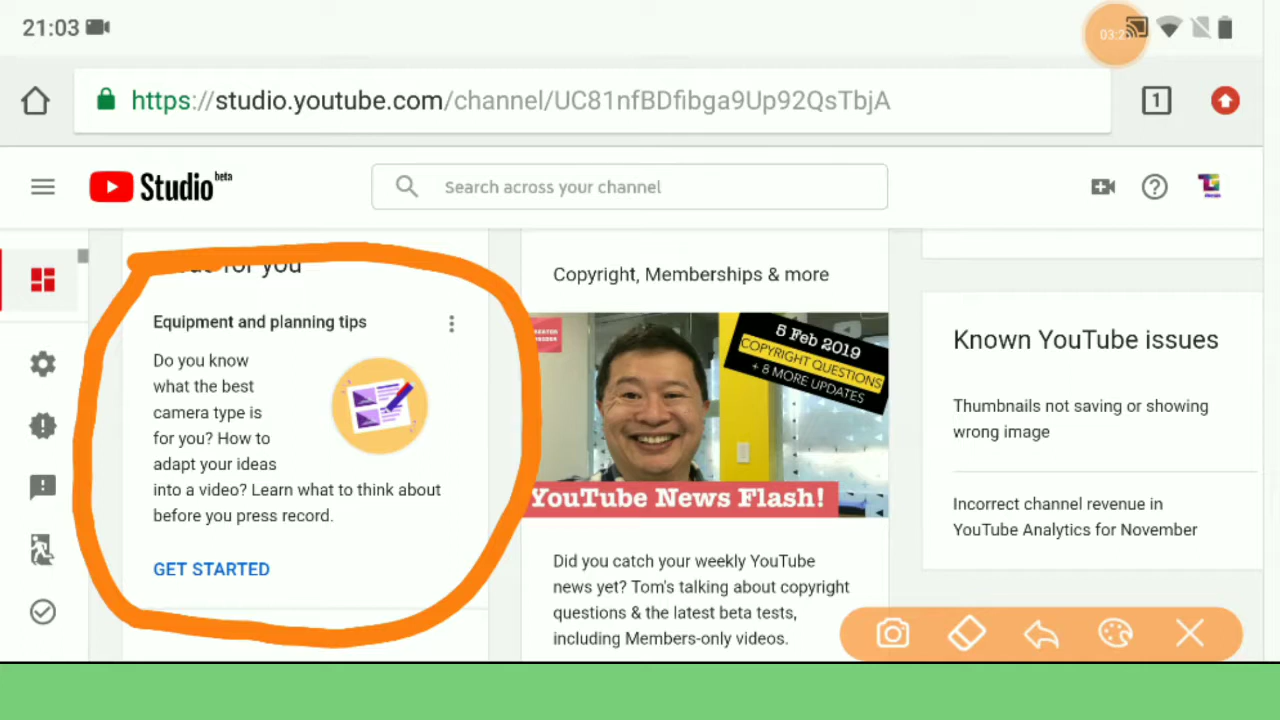 21:03
https://studio.youtube.com/channel/UC81nfBDfibga9Up92QsTbjA
1
Studio beta
Search across your channel
for you
Equipment and planning tips
Do you know
what the best
camera type is
for you? How to
adapt your ideas
into a video? Learn what to think about
before you press record.
GET STARTED
Copyright, Memberships & more
5 Feb 2019
COPYRIGHT QUESTIONS
+ 8 MORE UPDATES
YouTube News Flash!
Did you catch your weekly YouTube
news yet? Tom's talking about copyright
questions & the latest beta tests,
including Members-only videos.
Known YouTube issues
Thumbnails not saving or showing
wrong image
Incorrect channel revenue in
YouTube Analytics for November